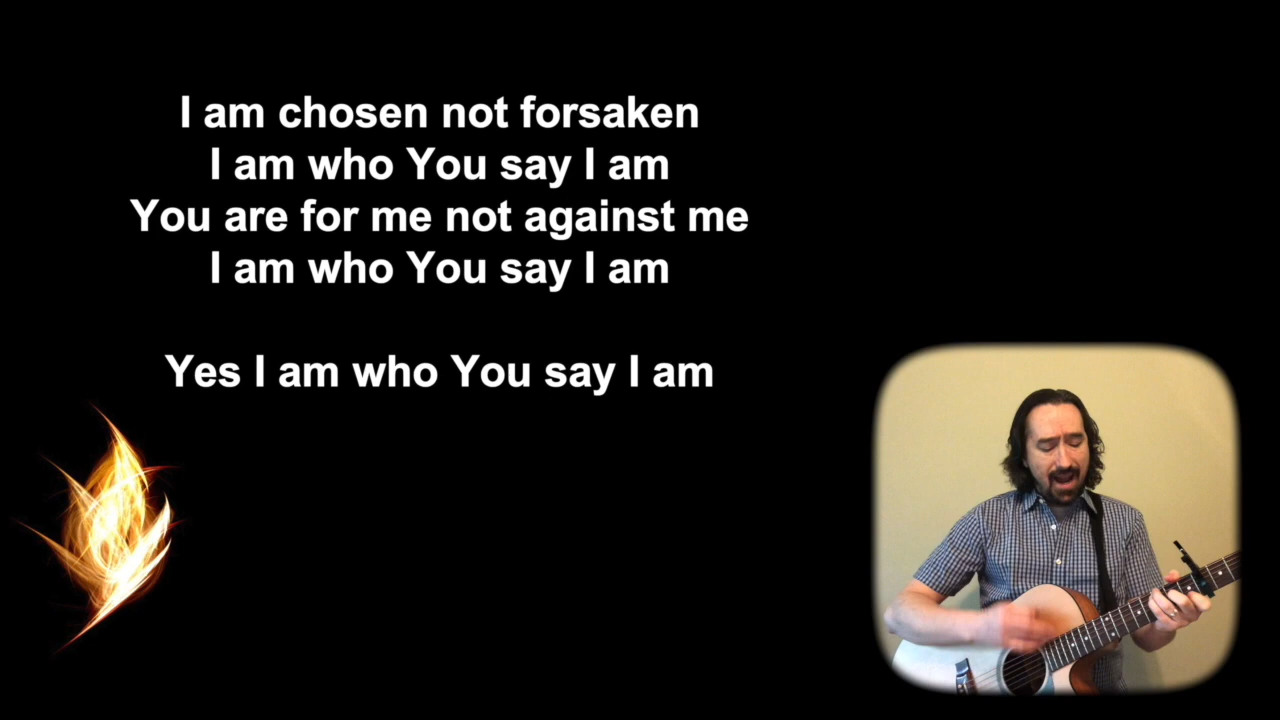 I am chosen not forsaken
I am who You say I am
You are for me not against me
I am who You say I am
Yes I am who You say I am